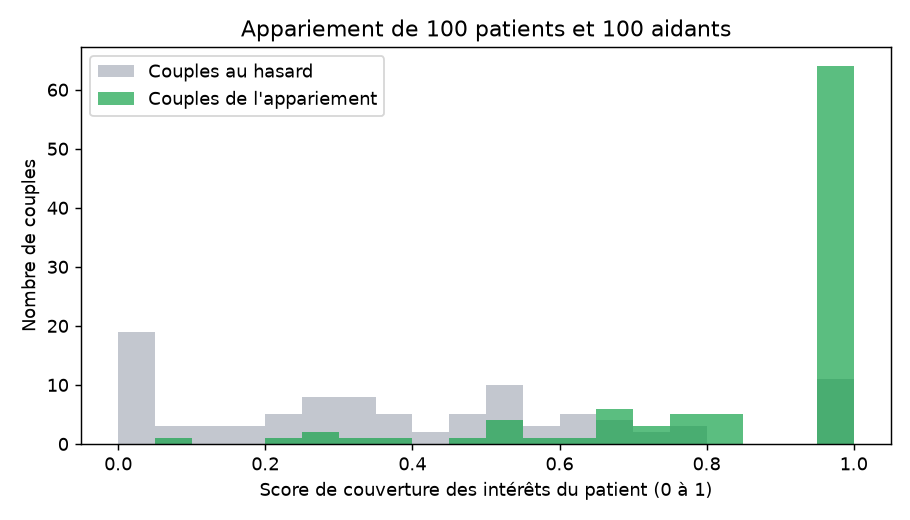 Appariement de 100 patients et 100 aidants
Couples au hasard
Couples de l'appariement
Nombre de couples
60
50
40
30
20
10
0
0.0 0.2 0.4 0.6 0.8 1.0
Score de couverture des intérêts du patient (0 à 1)